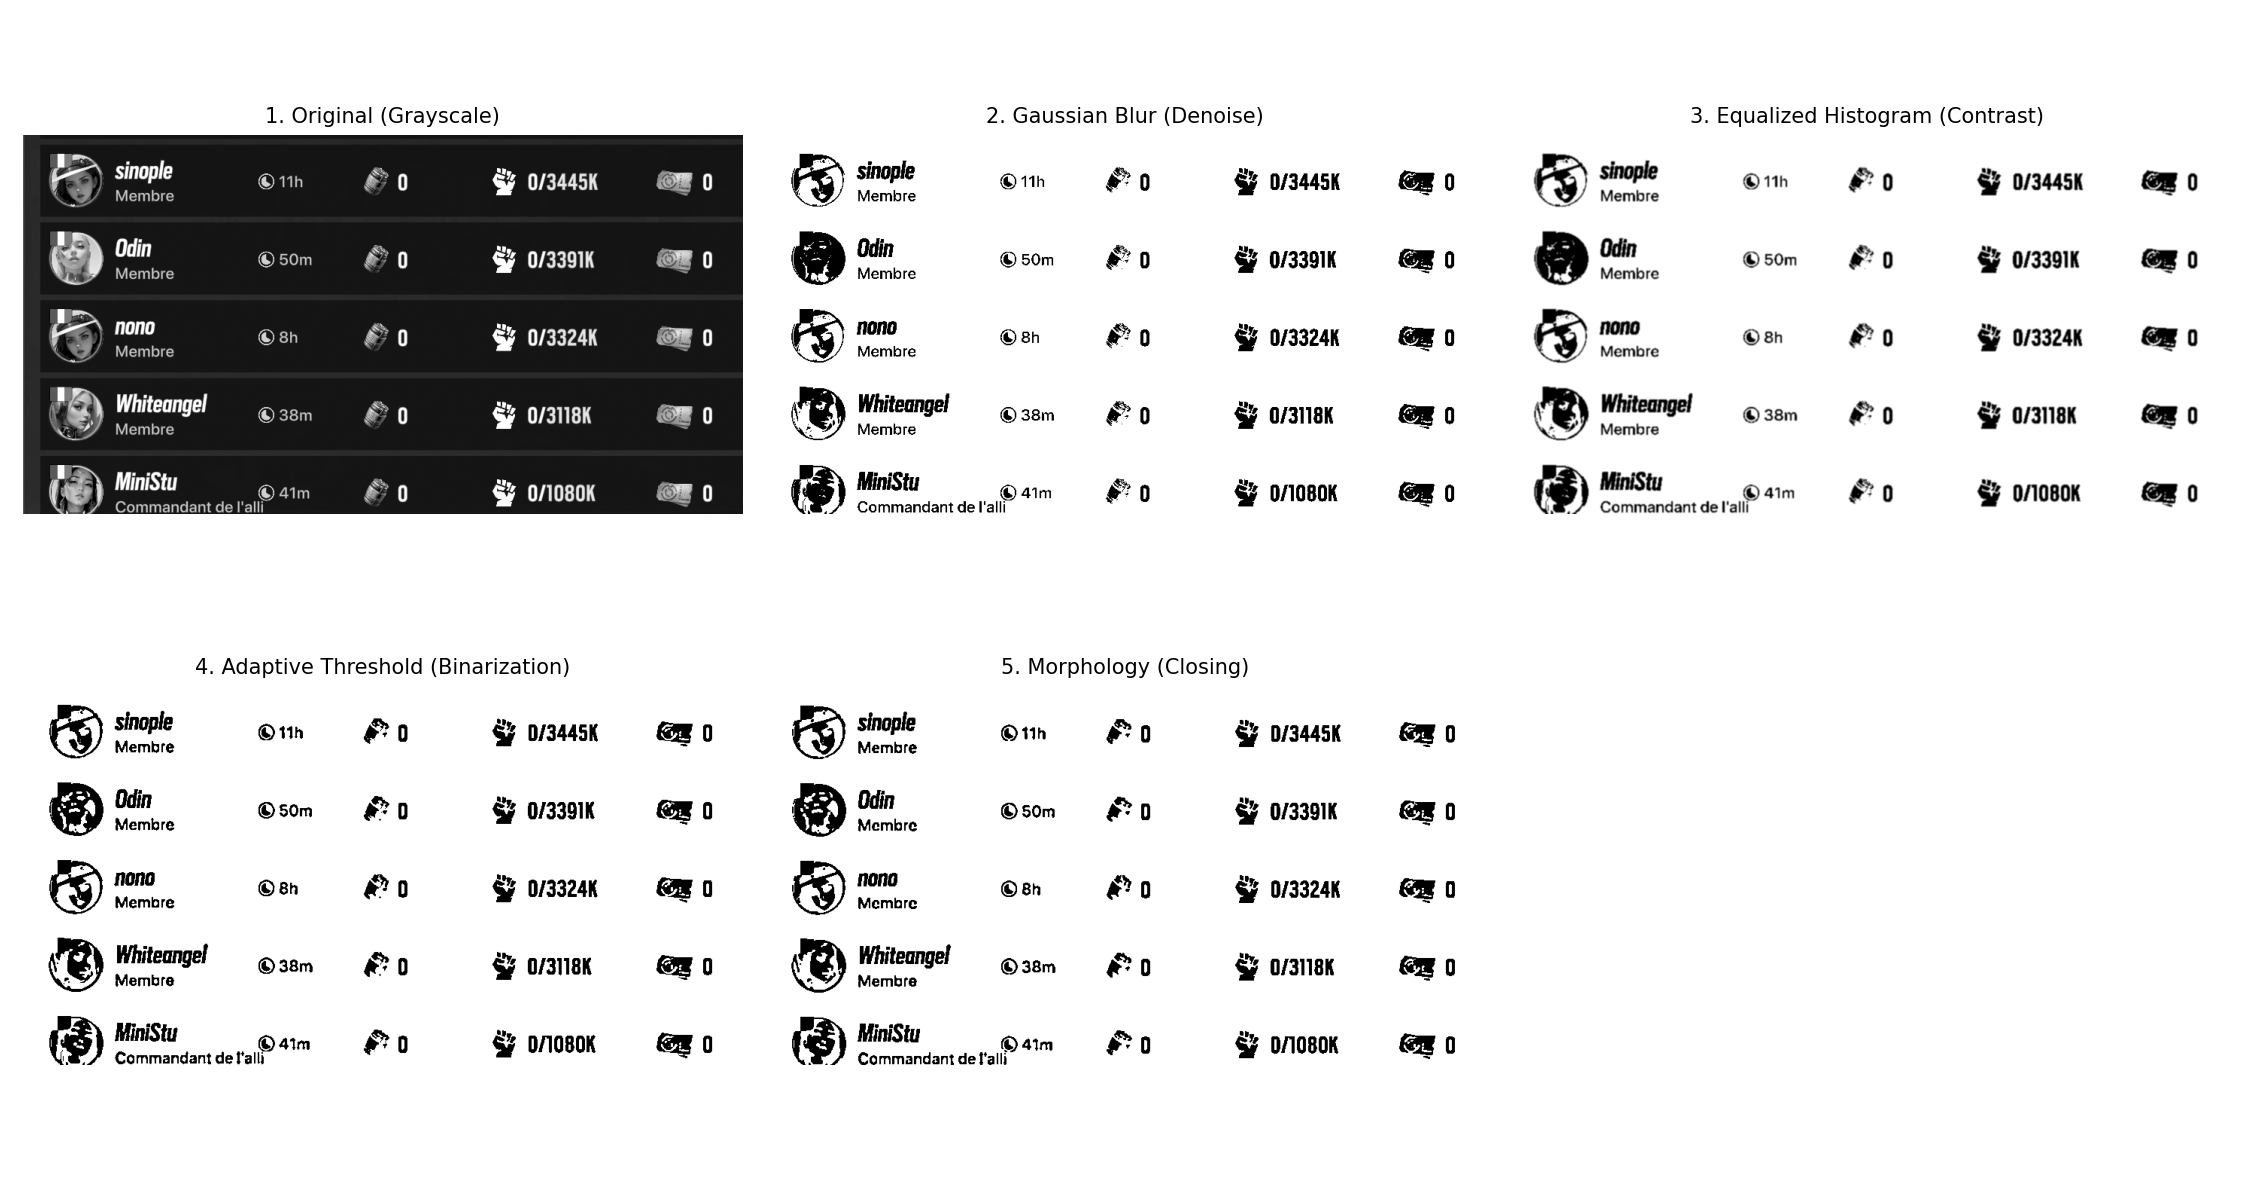 1. Original (Grayscale)
sinople
Membre
11h 0 0/3445K 0
Odin
Membre
50m 0 0/3391K 0
nono
Membre
8h 0 0/3324K 0
Whiteangel
Membre
38m 0 0/3118K 0
MiniStu
Commandant de l'alli
41m 0 0/1080K 0
2. Gaussian Blur (Denoise)
sinople
Membre
11h 0 0/3445K 0
Odin
Membre
50m 0 0/3391K 0
nono
Membre
8h 0 0/3324K 0
Whiteangel
Membre
38m 0 0/3118K 0
MiniStu
Commandant de l'alli
41m 0 0/1080K 0
3. Equalized Histogram (Contrast)
sinople
Membre
11h 0 0/3445K 0
Odin
Membre
50m 0 0/3391K 0
nono
Membre
8h 0 0/3324K 0
Whiteangel
Membre
38m 0 0/3118K 0
MiniStu
Commandant de l'alli
41m 0 0/1080K 0
4. Adaptive Threshold (Binarization)
sinople
Membre
11h 0 0/3445K 0
Odin
Membre
50m 0 0/3391K 0
nono
Membre
8h 0 0/3324K 0
Whiteangel
Membre
38m 0 0/3118K 0
MiniStu
Commandant de l'alli
41m 0 0/1080K 0
5. Morphology (Closing)
sinople
Membre
11h 0 0/3445K 0
Odin
Membre
50m 0 0/3391K 0
nono
Membre
8h 0 0/3324K 0
Whiteangel
Membre
38m 0 0/3118K 0
MiniStu
Commandant de l'alli
41m 0 0/1080K 0